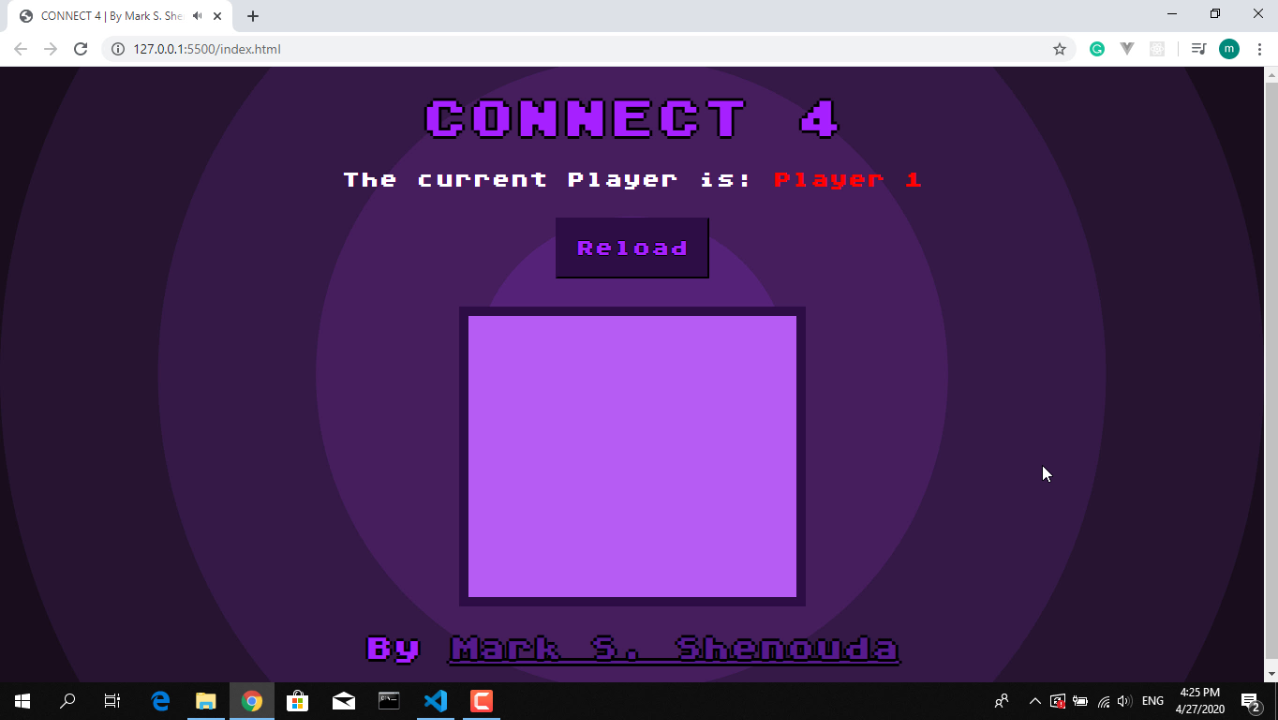 CONNECT 4 | By Mark S. She
127.0.0.1:5500/index.html
m
CONNECT 4
The current Player is: Player 1
Reload
By Mark S. Shenouda
ENG
4:25 PM
4/27/2020
2